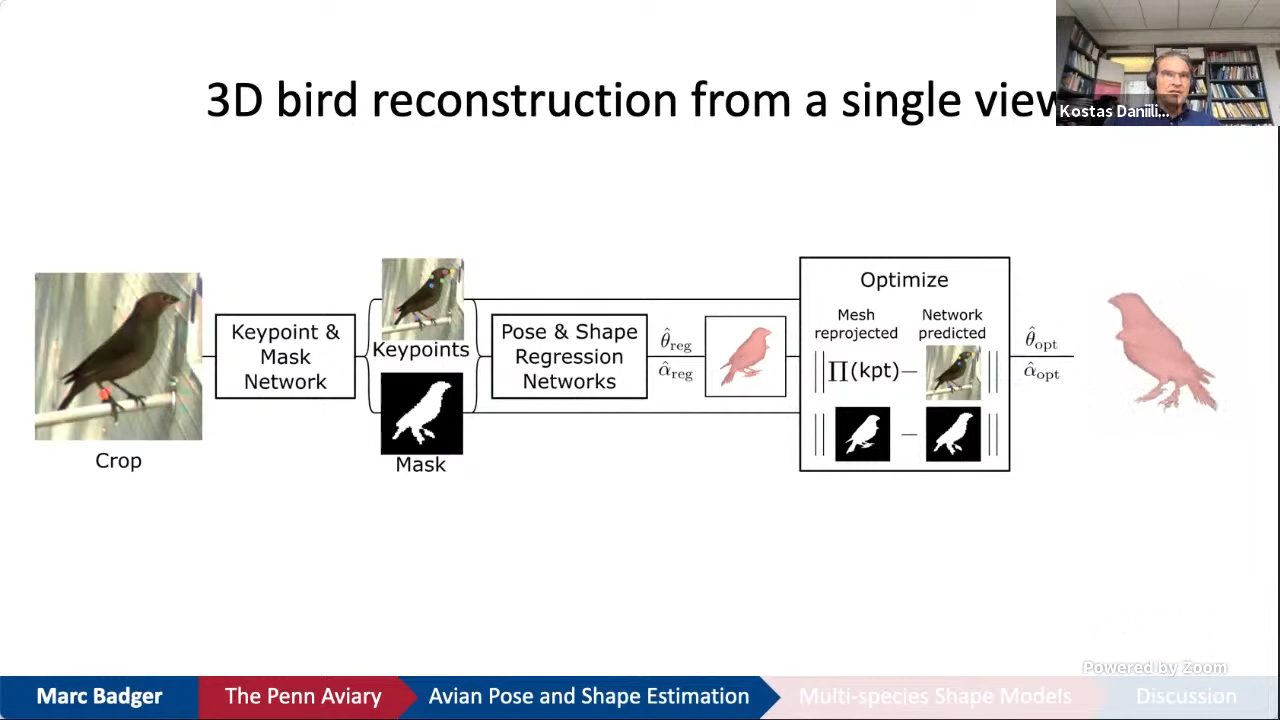 3D bird reconstruction from a single view
Kostas Daniili...
Crop
Keypoint &
Mask
Network
Keypoints
Mask
Pose & Shape
Regression
Networks
θ̂reg
α̂reg
Optimize
Mesh
reprojected
Network
predicted
||Π(kpt)− ||
|| − ||
θ̂opt
α̂opt
Powered by Zoom
Marc Badger
The Penn Aviary
Avian Pose and Shape Estimation
Multi-species Shape Models
Discussion